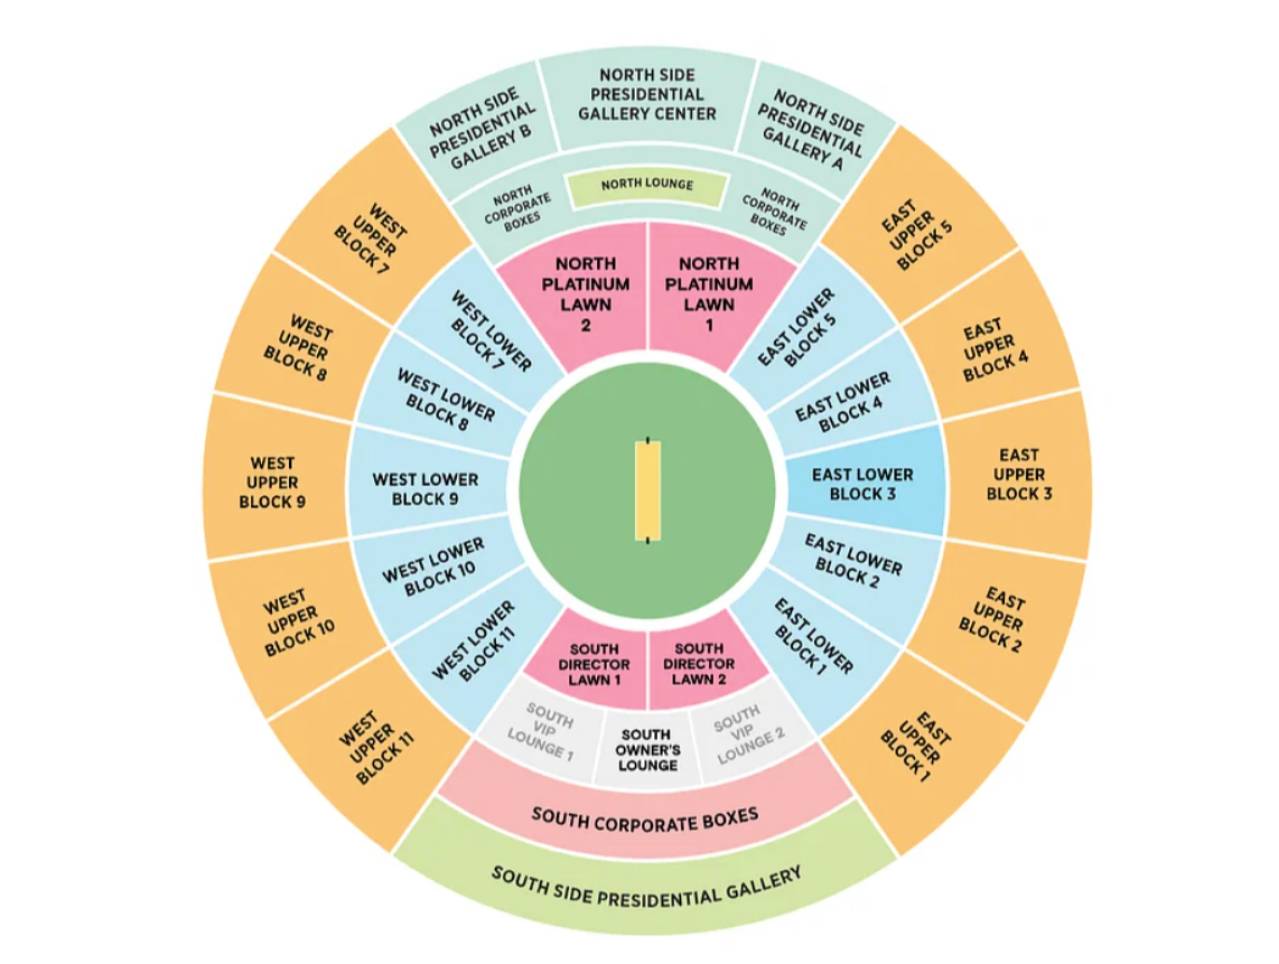 NORTH SIDE
PRESIDENTIAL
GALLERY B
NORTH SIDE
PRESIDENTIAL
GALLERY CENTER
NORTH SIDE
PRESIDENTIAL
GALLERY A
NORTH
CORPORATE
BOXES
NORTH LOUNGE
NORTH
CORPORATE
BOXES
NORTH
PLATINUM
LAWN
2
NORTH
PLATINUM
LAWN
1
WEST
UPPER
BLOCK 7
WEST LOWER
BLOCK 7
EAST LOWER
BLOCK 5
EAST
UPPER
BLOCK 5
WEST
UPPER
BLOCK 8
WEST LOWER
BLOCK 8
EAST LOWER
BLOCK 4
EAST
UPPER
BLOCK 4
WEST
UPPER
BLOCK 9
WEST LOWER
BLOCK 9
EAST LOWER
BLOCK 3
EAST
UPPER
BLOCK 3
WEST
UPPER
BLOCK 10
WEST LOWER
BLOCK 10
EAST LOWER
BLOCK 2
EAST
UPPER
BLOCK 2
WEST
UPPER
BLOCK 11
WEST LOWER
BLOCK 11
EAST LOWER
BLOCK 1
EAST
UPPER
BLOCK 1
SOUTH
DIRECTOR
LAWN 1
SOUTH
DIRECTOR
LAWN 2
SOUTH
VIP
LOUNGE 1
SOUTH
OWNER'S
LOUNGE
SOUTH
VIP
LOUNGE 2
SOUTH CORPORATE BOXES
SOUTH SIDE PRESIDENTIAL GALLERY